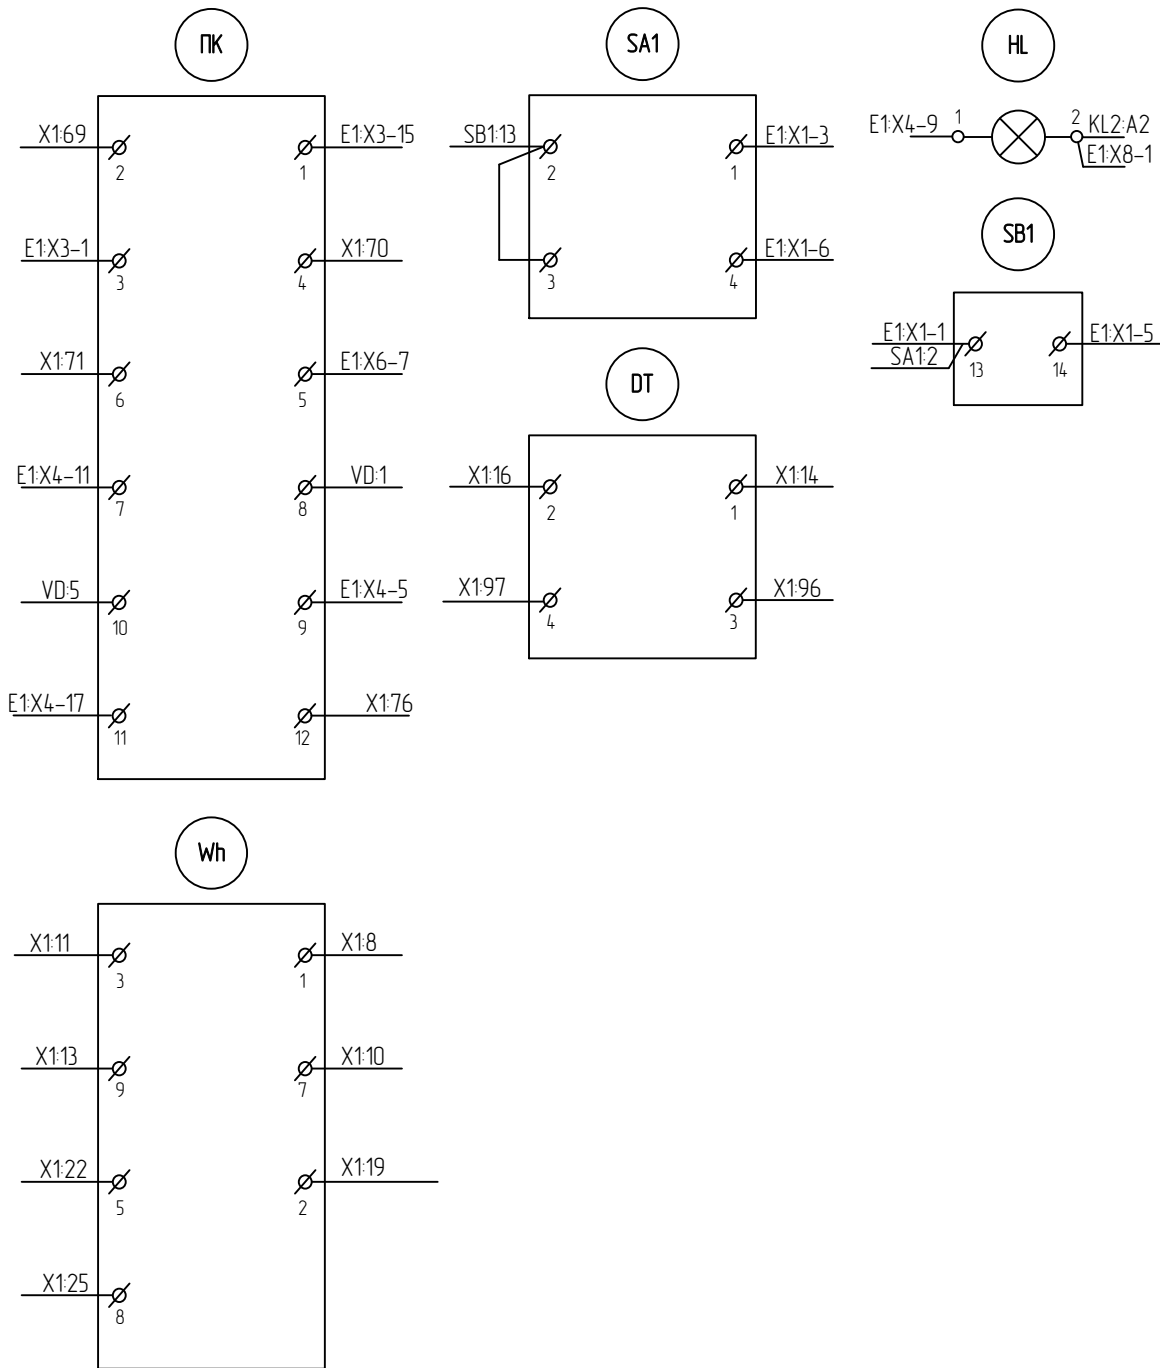 ПК
X1:69
2
E1:X3-15
1
E1:X3-1
3
X1:70
4
X1:71
6
E1:X6-7
5
E1:X4-11
7
VD:1
8
VD:5
10
E1:X4-5
9
E1:X4-17
11
X1:76
12
SA1
SB1:13
2
E1:X1-3
1
3
E1:X1-6
4
HL
E1:X4-9
1
2
KL2:A2
E1:X8-1
SB1
E1:X1-1
SA1:2
13
E1:X1-5
14
DT
X1:16
2
X1:14
1
X1:97
4
X1:96
3
Wh
X1:11
3
X1:8
1
X1:13
9
X1:10
7
X1:22
5
X1:19
2
X1:25
8